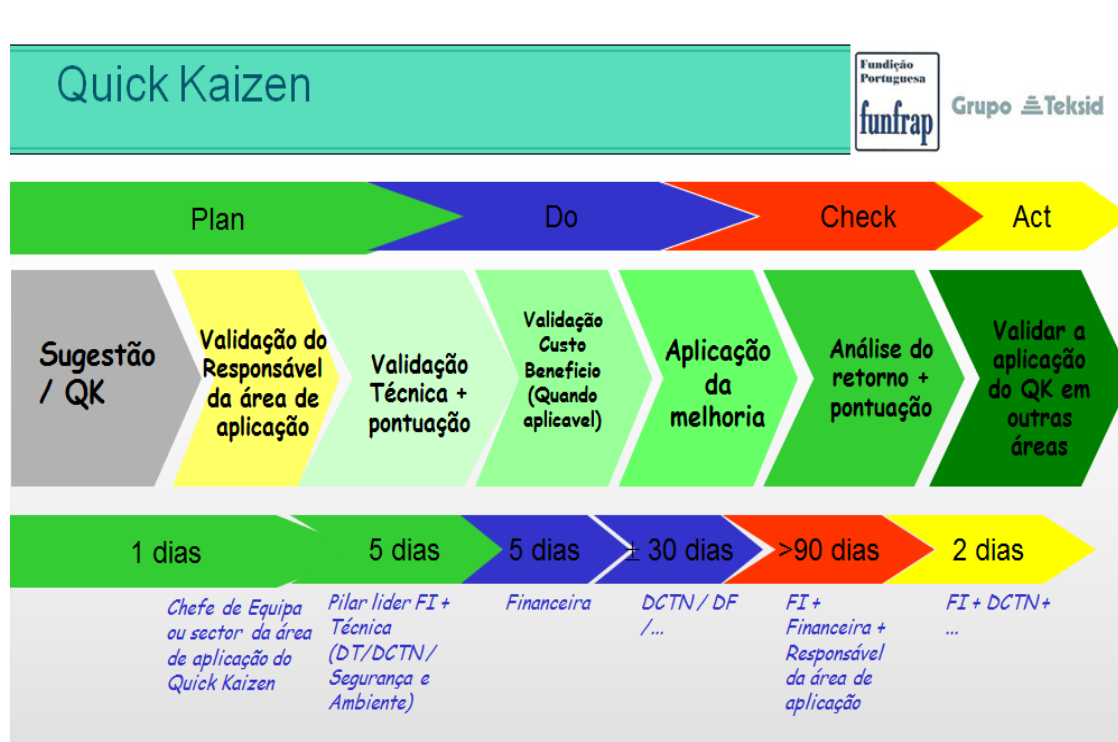 Quick Kaizen
Fundição
Portuguesa
funfrap
Grupo Teksid
Plan
Do
Check
Act
Sugestão
/ QK
Validação do
Responsável
da área de
aplicação
Validação
Técnica +
pontuação
Validação
Custo
Beneficio
(Quando
aplicavel)
Aplicação
da
melhoria
Análise do
retorno +
pontuação
Validar a
aplicação
do QK em
outras
áreas
1 dias
5 dias
5 dias
± 30 dias
>90 dias
2 dias
Chefe de Equipa
ou sector da área
de aplicação do
Quick Kaizen
Pilar lider FI +
Técnica
(DT/DCTN/
Segurança e
Ambiente)
Financeira
DCTN / DF
/...
FI +
Financeira +
Responsável
da área de
aplicação
FI + DCTN +
...